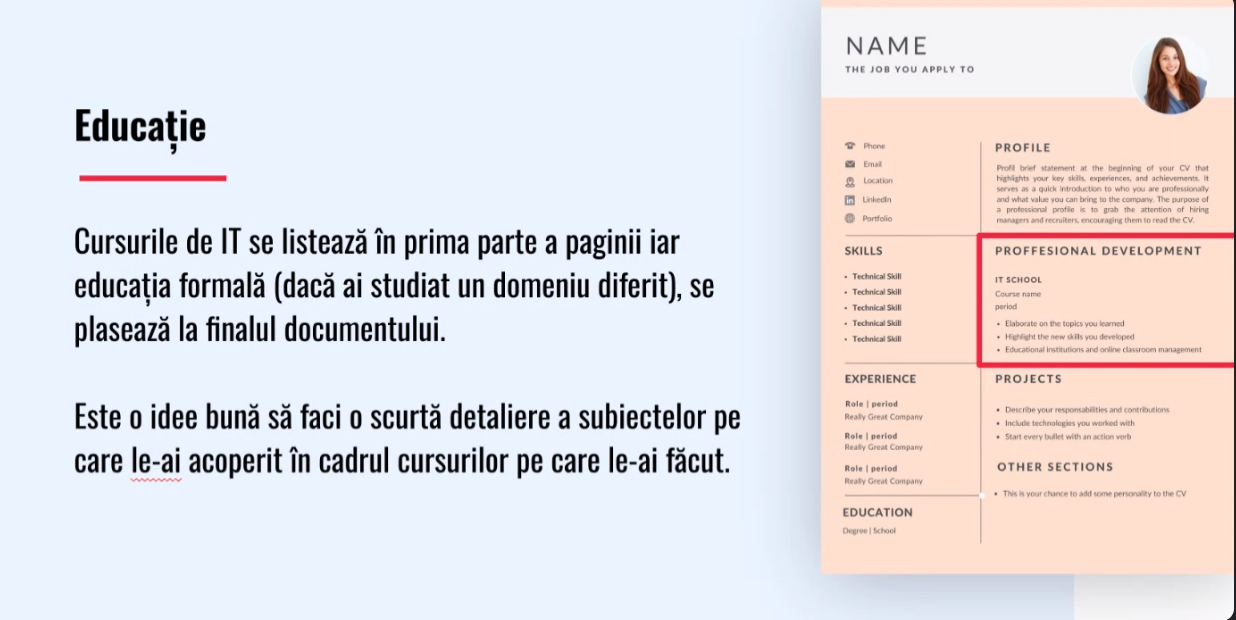 Educație
Cursurile de IT se listează în prima parte a paginii iar
educația formală (dacă ai studiat un domeniu diferit), se
plasează la finalul documentului.
Este o idee bună să faci o scurtă detaliere a subiectelor pe
care le-ai acoperit în cadrul cursurilor pe care le-ai făcut.
NAME
THE JOB YOU APPLY TO
Phone
Email
Location
LinkedIn
Portfolio
SKILLS
• Technical Skill
• Technical Skill
• Technical Skill
• Technical Skill
• Technical Skill
EXPERIENCE
Role | period
Really Great Company
Role | period
Really Great Company
Role | period
Really Great Company
EDUCATION
Degree | School
PROFILE
Profil brief statement at the beginning of your CV that
highlights your key skills, experiences, and achievements. It
serves as a quick introduction to who you are professionally
and what value you can bring to the company. The purpose of
a professional profile is to grab the attention of hiring
managers and recruiters, encouraging them to read the CV.
PROFFESIONAL DEVELOPMENT
IT SCHOOL
Course name
period
• Elaborate on the topics you learned
• Highlight the new skills you developed
• Educational institutions and online classroom management
PROJECTS
• Describe your responsabilities and contributions
• Include technologies you worked with
• Start every bullet with an action verb
OTHER SECTIONS
• This is your chance to add some personality to the CV